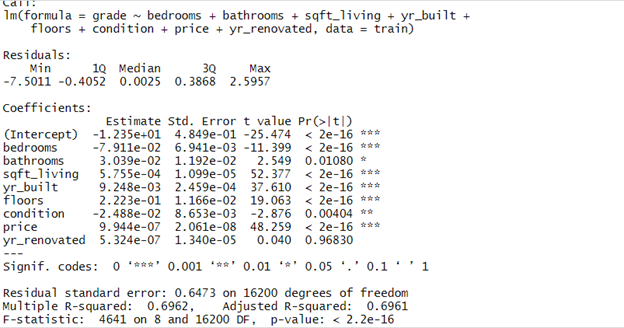 Call:
lm(formula = grade ~ bedrooms + bathrooms + sqft_living + yr_built +
    floors + condition + price + yr_renovated, data = train)

Residuals:
    Min      1Q  Median      3Q     Max
-7.5011 -0.4052  0.0025  0.3868  2.5957

Coefficients:
               Estimate Std. Error t value Pr(>|t|)
(Intercept)  -1.235e+01  4.849e-01 -25.474  < 2e-16 ***
bedrooms     -7.911e-02  6.941e-03 -11.399  < 2e-16 ***
bathrooms     3.039e-02  1.192e-02   2.549  0.01080 *
sqft_living   5.755e-04  1.099e-05  52.377  < 2e-16 ***
yr_built      9.248e-03  2.459e-04  37.610  < 2e-16 ***
floors        2.223e-01  1.166e-02  19.063  < 2e-16 ***
condition    -2.488e-02  8.653e-03  -2.876  0.00404 **
price         9.944e-07  2.061e-08  48.259  < 2e-16 ***
yr_renovated  5.324e-07  1.340e-05   0.040  0.96830
---
Signif. codes:  0 ‘***’ 0.001 ‘**’ 0.01 ‘*’ 0.05 ‘.’ 0.1 ‘ ’ 1

Residual standard error: 0.6473 on 16200 degrees of freedom
Multiple R-squared:  0.6962,    Adjusted R-squared:  0.6961
F-statistic:  4641 on 8 and 16200 DF,  p-value: < 2.2e-16